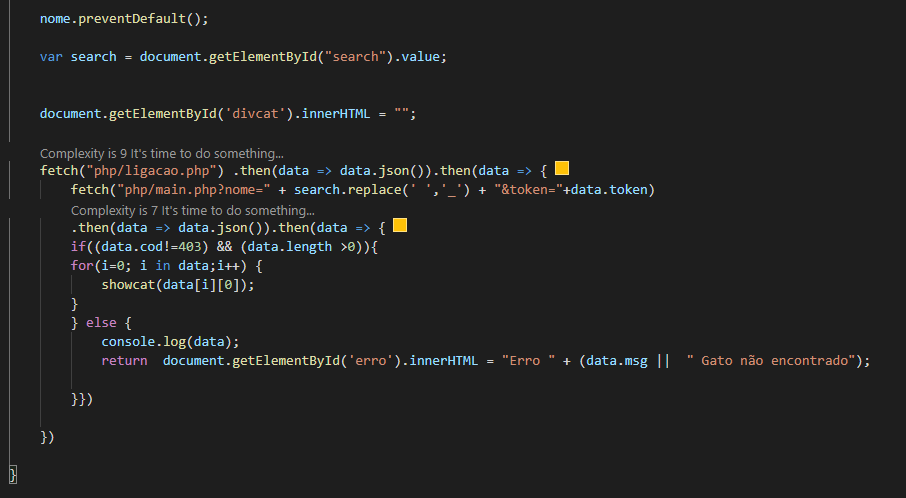 nome.preventDefault();
var search = document.getElementById("search").value;
document.getElementById('divcat').innerHTML = "";
Complexity is 9 It's time to do something...
fetch("php/ligacao.php") .then(data => data.json()).then(data => {
fetch("php/main.php?nome=" + search.replace(' ','_') + "&token="+data.token)
Complexity is 7 It's time to do something...
.then(data => data.json()).then(data => {
if((data.cod!=403) && (data.length >0)){
for(i=0; i in data;i++) {
showcat(data[i][0]);
}
} else {
console.log(data);
return  document.getElementById('erro').innerHTML = "Erro " + (data.msg ||  " Gato não encontrado");
}})
})
}